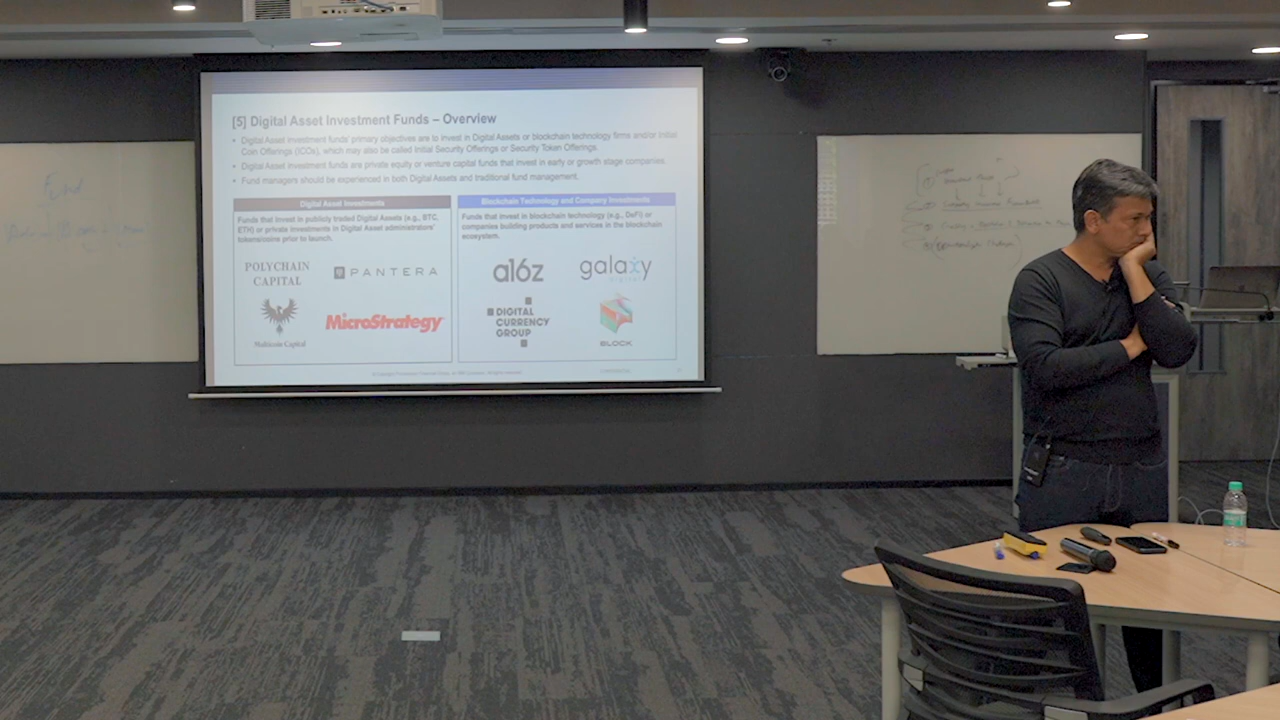 [5] Digital Asset Investment Funds – Overview
• Digital Asset investment funds' primary objectives are to invest in Digital Assets or blockchain technology firms and/or Initial
Coin Offerings (ICOs), which may also be called Initial Security Offerings or Security Token Offerings.
• Digital Asset investment funds are private equity or venture capital funds that invest in early or growth stage companies.
• Fund managers should be experienced in both Digital Assets and traditional fund management.
Digital Asset Investments
Funds that invest in publicly traded Digital Assets (e.g., BTC,
ETH) or private investments in Digital Asset administrators'
tokens/coins prior to launch.
POLYCHAIN
CAPITAL
PANTERA
Multicoin Capital
MicroStrategy
Blockchain Technology and Company Investments
Funds that invest in blockchain technology (e.g., DeFi) or
companies building products and services in the blockchain
ecosystem.
a16z
galaxy
digital
DIGITAL
CURRENCY
GROUP
BLOCK
Fund